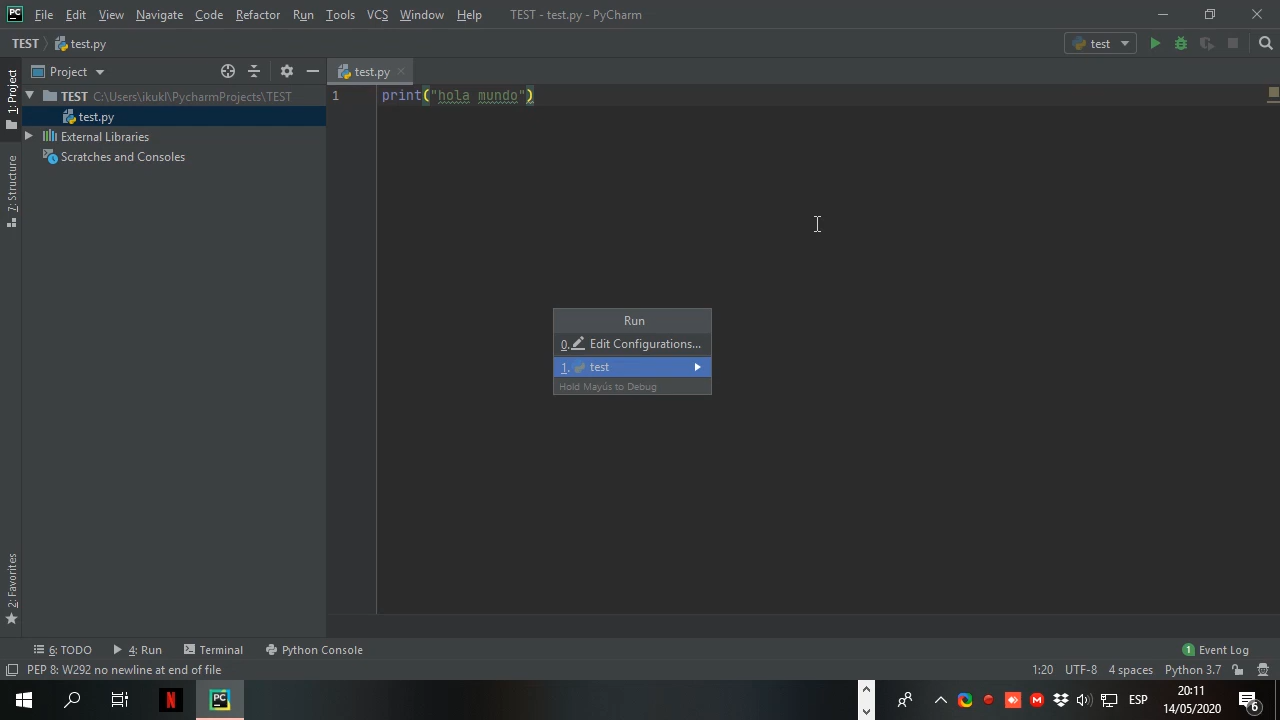 PC File Edit View Navigate Code Refactor Run Tools VCS Window Help TEST - test.py - PyCharm
TEST test.py test
1: Project
Project
test.py
TEST C:\Users\ikukl\PycharmProjects\TEST
test.py
External Libraries
Scratches and Consoles
1 print("hola mundo")
7: Structure
Run
0. Edit Configurations...
1. test
Hold Mayús to Debug
2: Favorites
6: TODO 4: Run Terminal Python Console 1 Event Log
PEP 8: W292 no newline at end of file 1:20 UTF-8 4 spaces Python 3.7
N PC ESP 20:11
14/05/2020 6